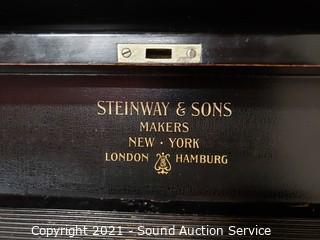 STEINWAY & SONS
MAKERS
NEW · YORK
LONDON HAMBURG
Copyright 2021 - Sound Auction Service